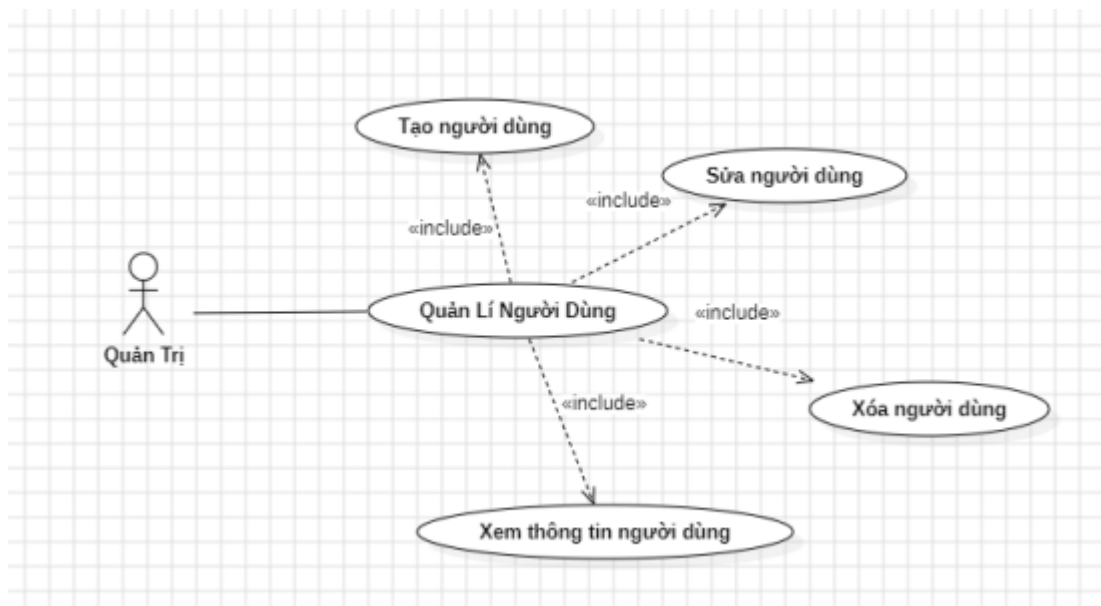 Tạo người dùng
Sửa người dùng
«include»
«include»
Quản Lí Người Dùng
«include»
Quản Trị
«include»
Xóa người dùng
Xem thông tin người dùng